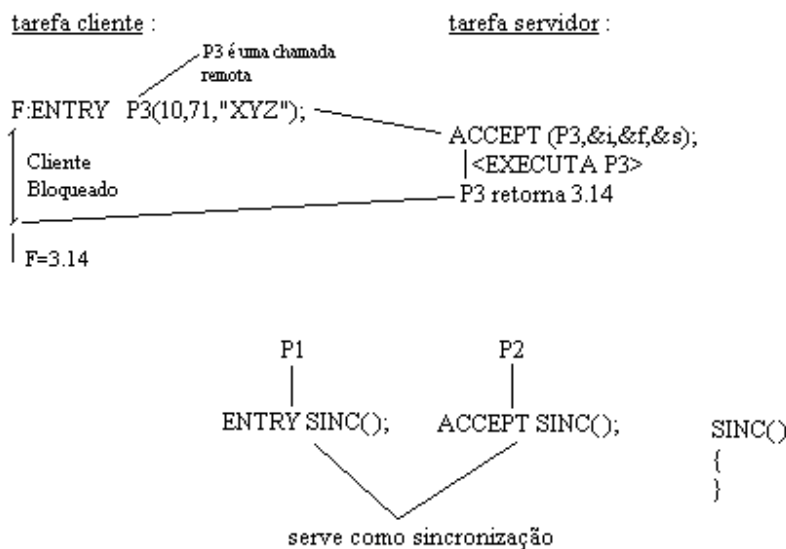 tarefa cliente :
tarefa servidor :
P3 é uma chamada
remota
F:ENTRY P3(10,71,"XYZ");
ACCEPT (P3,&i,&f,&s);
Cliente
Bloqueado
<EXECUTA P3>
P3 retorna 3.14
F=3.14
P1
P2
ENTRY SINC();
ACCEPT SINC();
SINC()
{
}
serve como sincronização